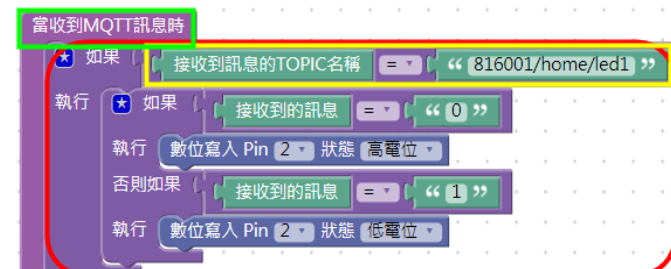 當收到MQTT訊息時
如果 接收到訊息的TOPIC名稱 = “ 816001/home/led1 ”
執行 如果 接收到的訊息 = “ 0 ”
執行 數位寫入 Pin 2 狀態 高電位
否則如果 接收到的訊息 = “ 1 ”
執行 數位寫入 Pin 2 狀態 低電位